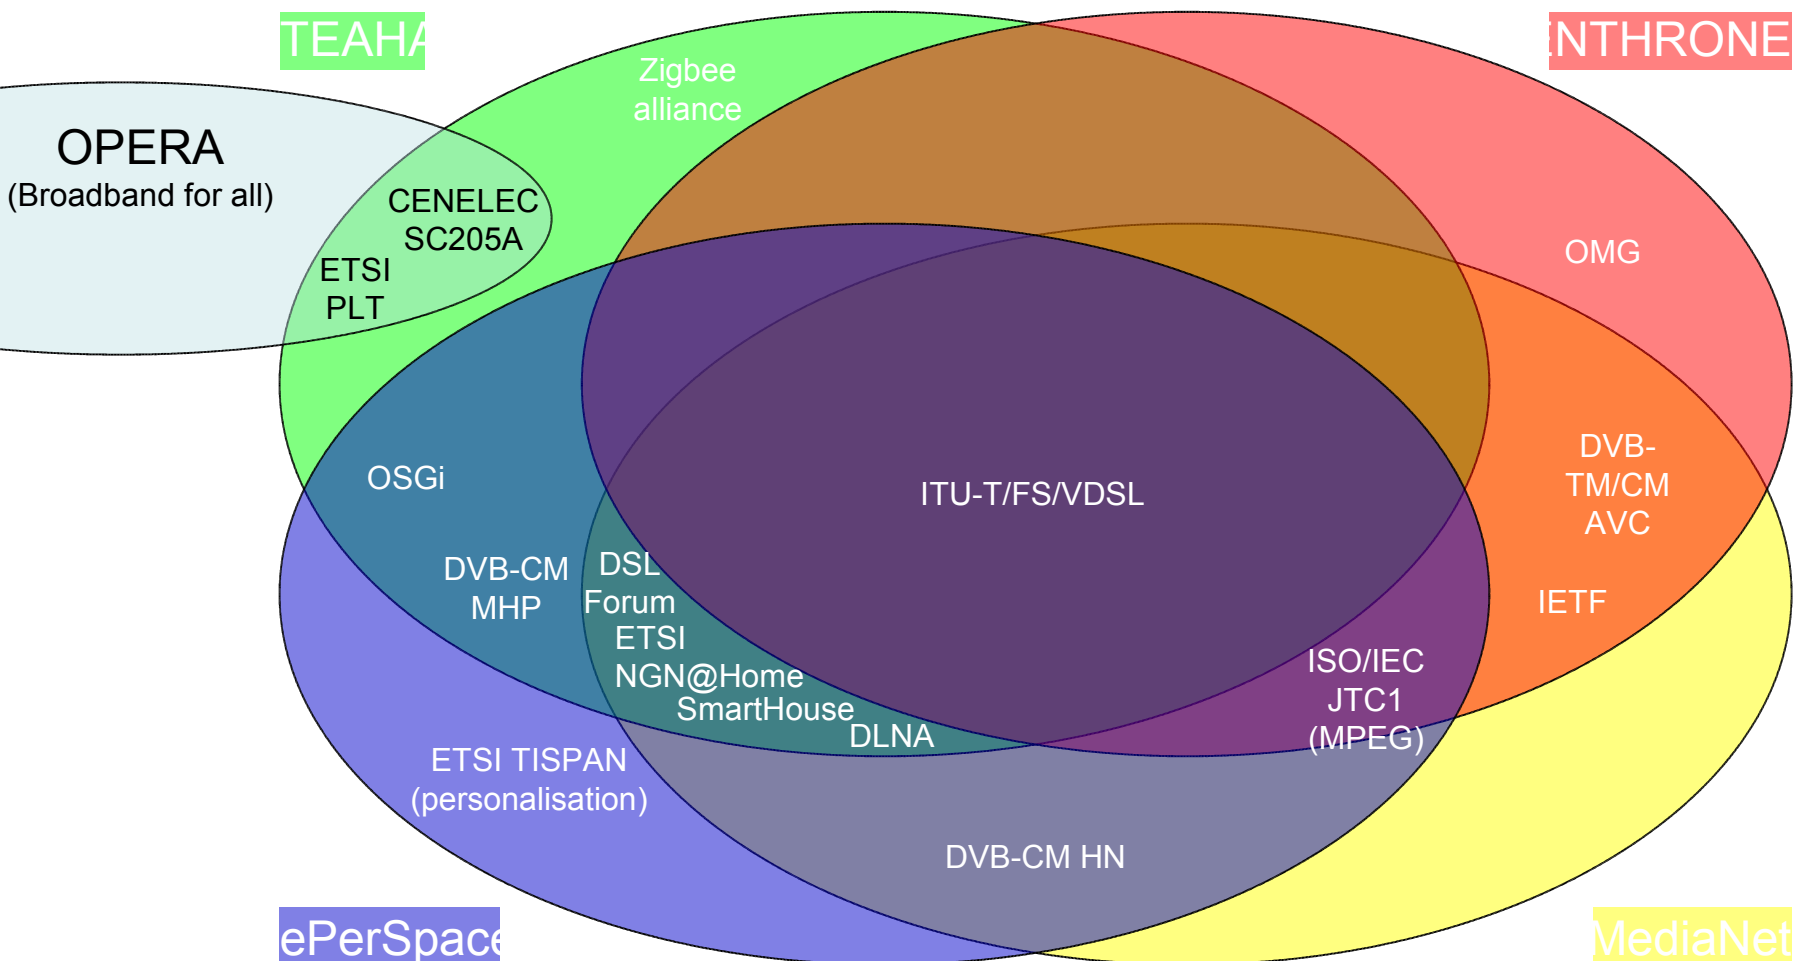 TEAHA
ENTHRONE
Zigbee
alliance
OPERA
(Broadband for all)
CENELEC
SC205A
ETSI
PLT
OMG
OSGi
ITU-T/FS/VDSL
DVB-
TM/CM
AVC
DVB-CM
MHP
DSL
Forum
ETSI
NGN@Home
SmartHouse
DLNA
IETF
ISO/IEC
JTC1
(MPEG)
ETSI TISPAN
(personalisation)
DVB-CM HN
ePerSpace
MediaNet